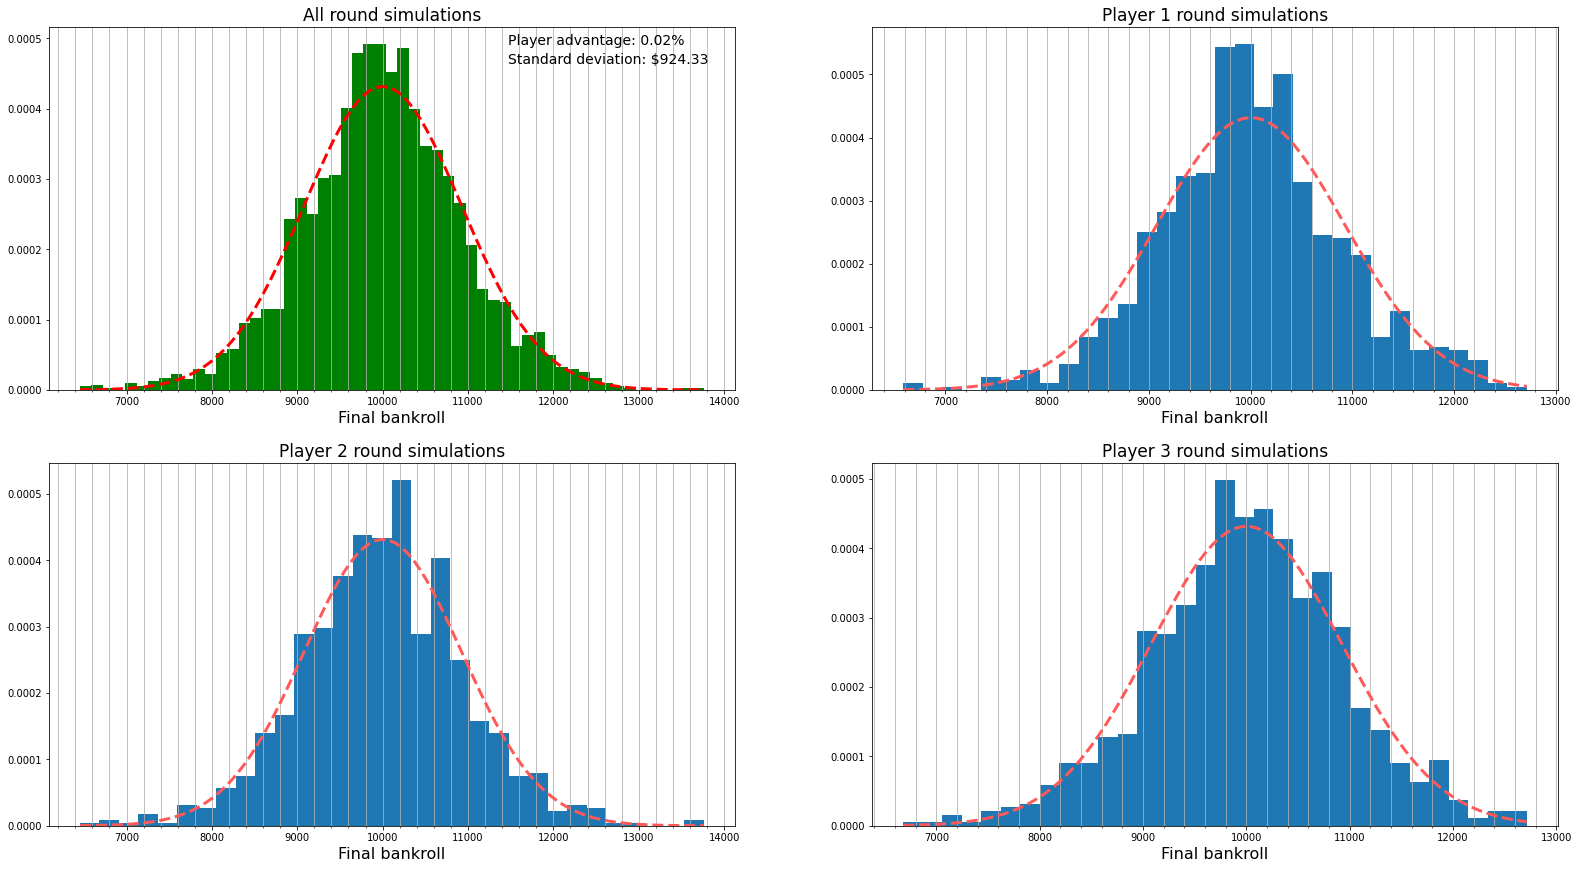 All round simulations
Player advantage: 0.02%
Standard deviation: $924.33
0.0005
0.0004
0.0003
0.0002
0.0001
0.0000
7000 8000 9000 10000 11000 12000 13000 14000
Final bankroll
Player 1 round simulations
0.0005
0.0004
0.0003
0.0002
0.0001
0.0000
7000 8000 9000 10000 11000 12000 13000
Final bankroll
Player 2 round simulations
0.0005
0.0004
0.0003
0.0002
0.0001
0.0000
7000 8000 9000 10000 11000 12000 13000 14000
Final bankroll
Player 3 round simulations
0.0005
0.0004
0.0003
0.0002
0.0001
0.0000
7000 8000 9000 10000 11000 12000 13000
Final bankroll